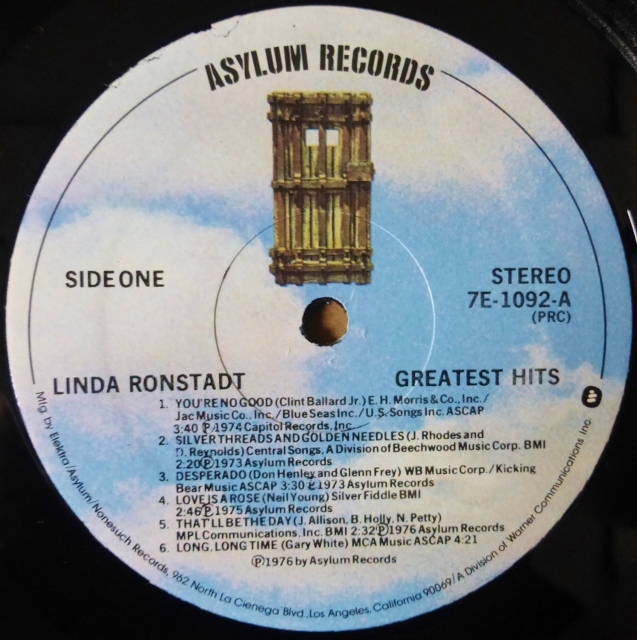 ASYLUM RECORDS
SIDE ONE
STEREO
7E-1092-A
(PRC)
LINDA RONSTADT
GREATEST HITS
1. YOU'RE NO GOOD (Clint Ballard Jr.) E. H. Morris & Co., Inc./
Jac Music Co., Inc./Blue Seas Inc./U.S. Songs Inc. ASCAP
3:40 Ⓟ 1974 Capitol Records, Inc.
2. SILVER THREADS AND GOLDEN NEEDLES (J. Rhodes and
D. Reynolds) Central Songs, A Division of Beechwood Music Corp. BMI
2:20 Ⓟ 1973 Asylum Records
3. DESPERADO (Don Henley and Glenn Frey) WB Music Corp./Kicking
Bear Music ASCAP 3:30 Ⓟ 1973 Asylum Records
4. LOVE IS A ROSE (Neil Young) Silver Fiddle BMI
2:46 Ⓟ 1975 Asylum Records
5. THAT'LL BE THE DAY (J. Allison, B. Holly, N. Petty)
MPL Communications, Inc. BMI 2:32 Ⓟ 1976 Asylum Records
6. LONG, LONG TIME (Gary White) MCA Music ASCAP 4:21
Ⓟ 1976 by Asylum Records
Mfg. by Elektra/Asylum/Nonesuch Records, 962 North La Cienega Blvd., Los Angeles, California 90069/A Division of Warner Communications Inc.